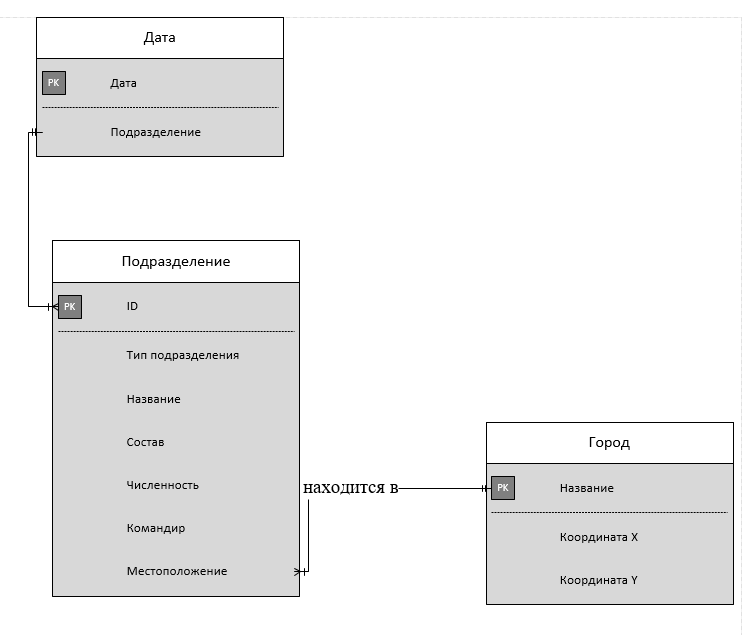 Дата
PK Дата
Подразделение
Подразделение
PK ID
Тип подразделения
Название
Состав
Численность
Командир
Местоположение
находится в
Город
PK Название
Координата X
Координата Y